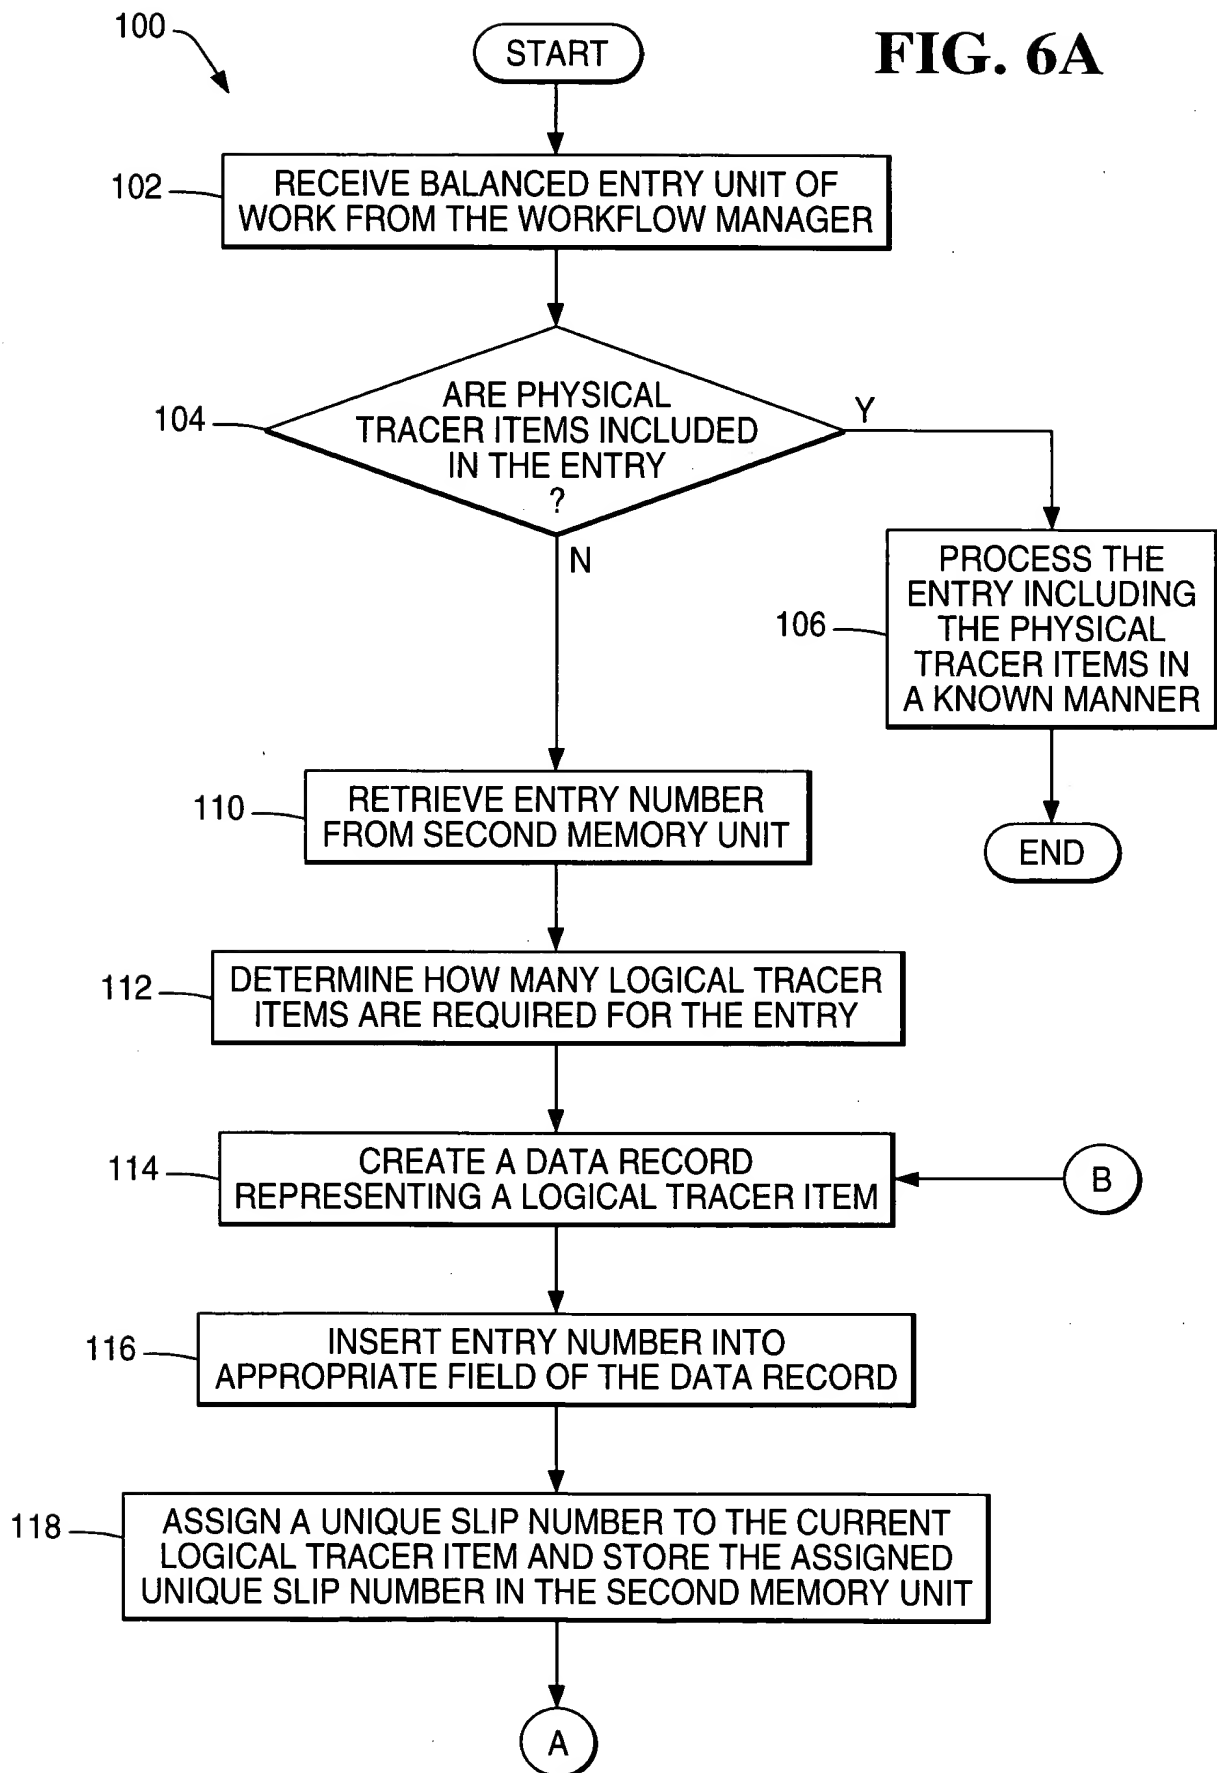 100
START
FIG. 6A
102
RECEIVE BALANCED ENTRY UNIT OF
WORK FROM THE WORKFLOW MANAGER
104
ARE PHYSICAL
TRACER ITEMS INCLUDED
IN THE ENTRY
?
Y
N
106
PROCESS THE
ENTRY INCLUDING
THE PHYSICAL
TRACER ITEMS IN
A KNOWN MANNER
END
110
RETRIEVE ENTRY NUMBER
FROM SECOND MEMORY UNIT
112
DETERMINE HOW MANY LOGICAL TRACER
ITEMS ARE REQUIRED FOR THE ENTRY
114
CREATE A DATA RECORD
REPRESENTING A LOGICAL TRACER ITEM
B
116
INSERT ENTRY NUMBER INTO
APPROPRIATE FIELD OF THE DATA RECORD
118
ASSIGN A UNIQUE SLIP NUMBER TO THE CURRENT
LOGICAL TRACER ITEM AND STORE THE ASSIGNED
UNIQUE SLIP NUMBER IN THE SECOND MEMORY UNIT
A